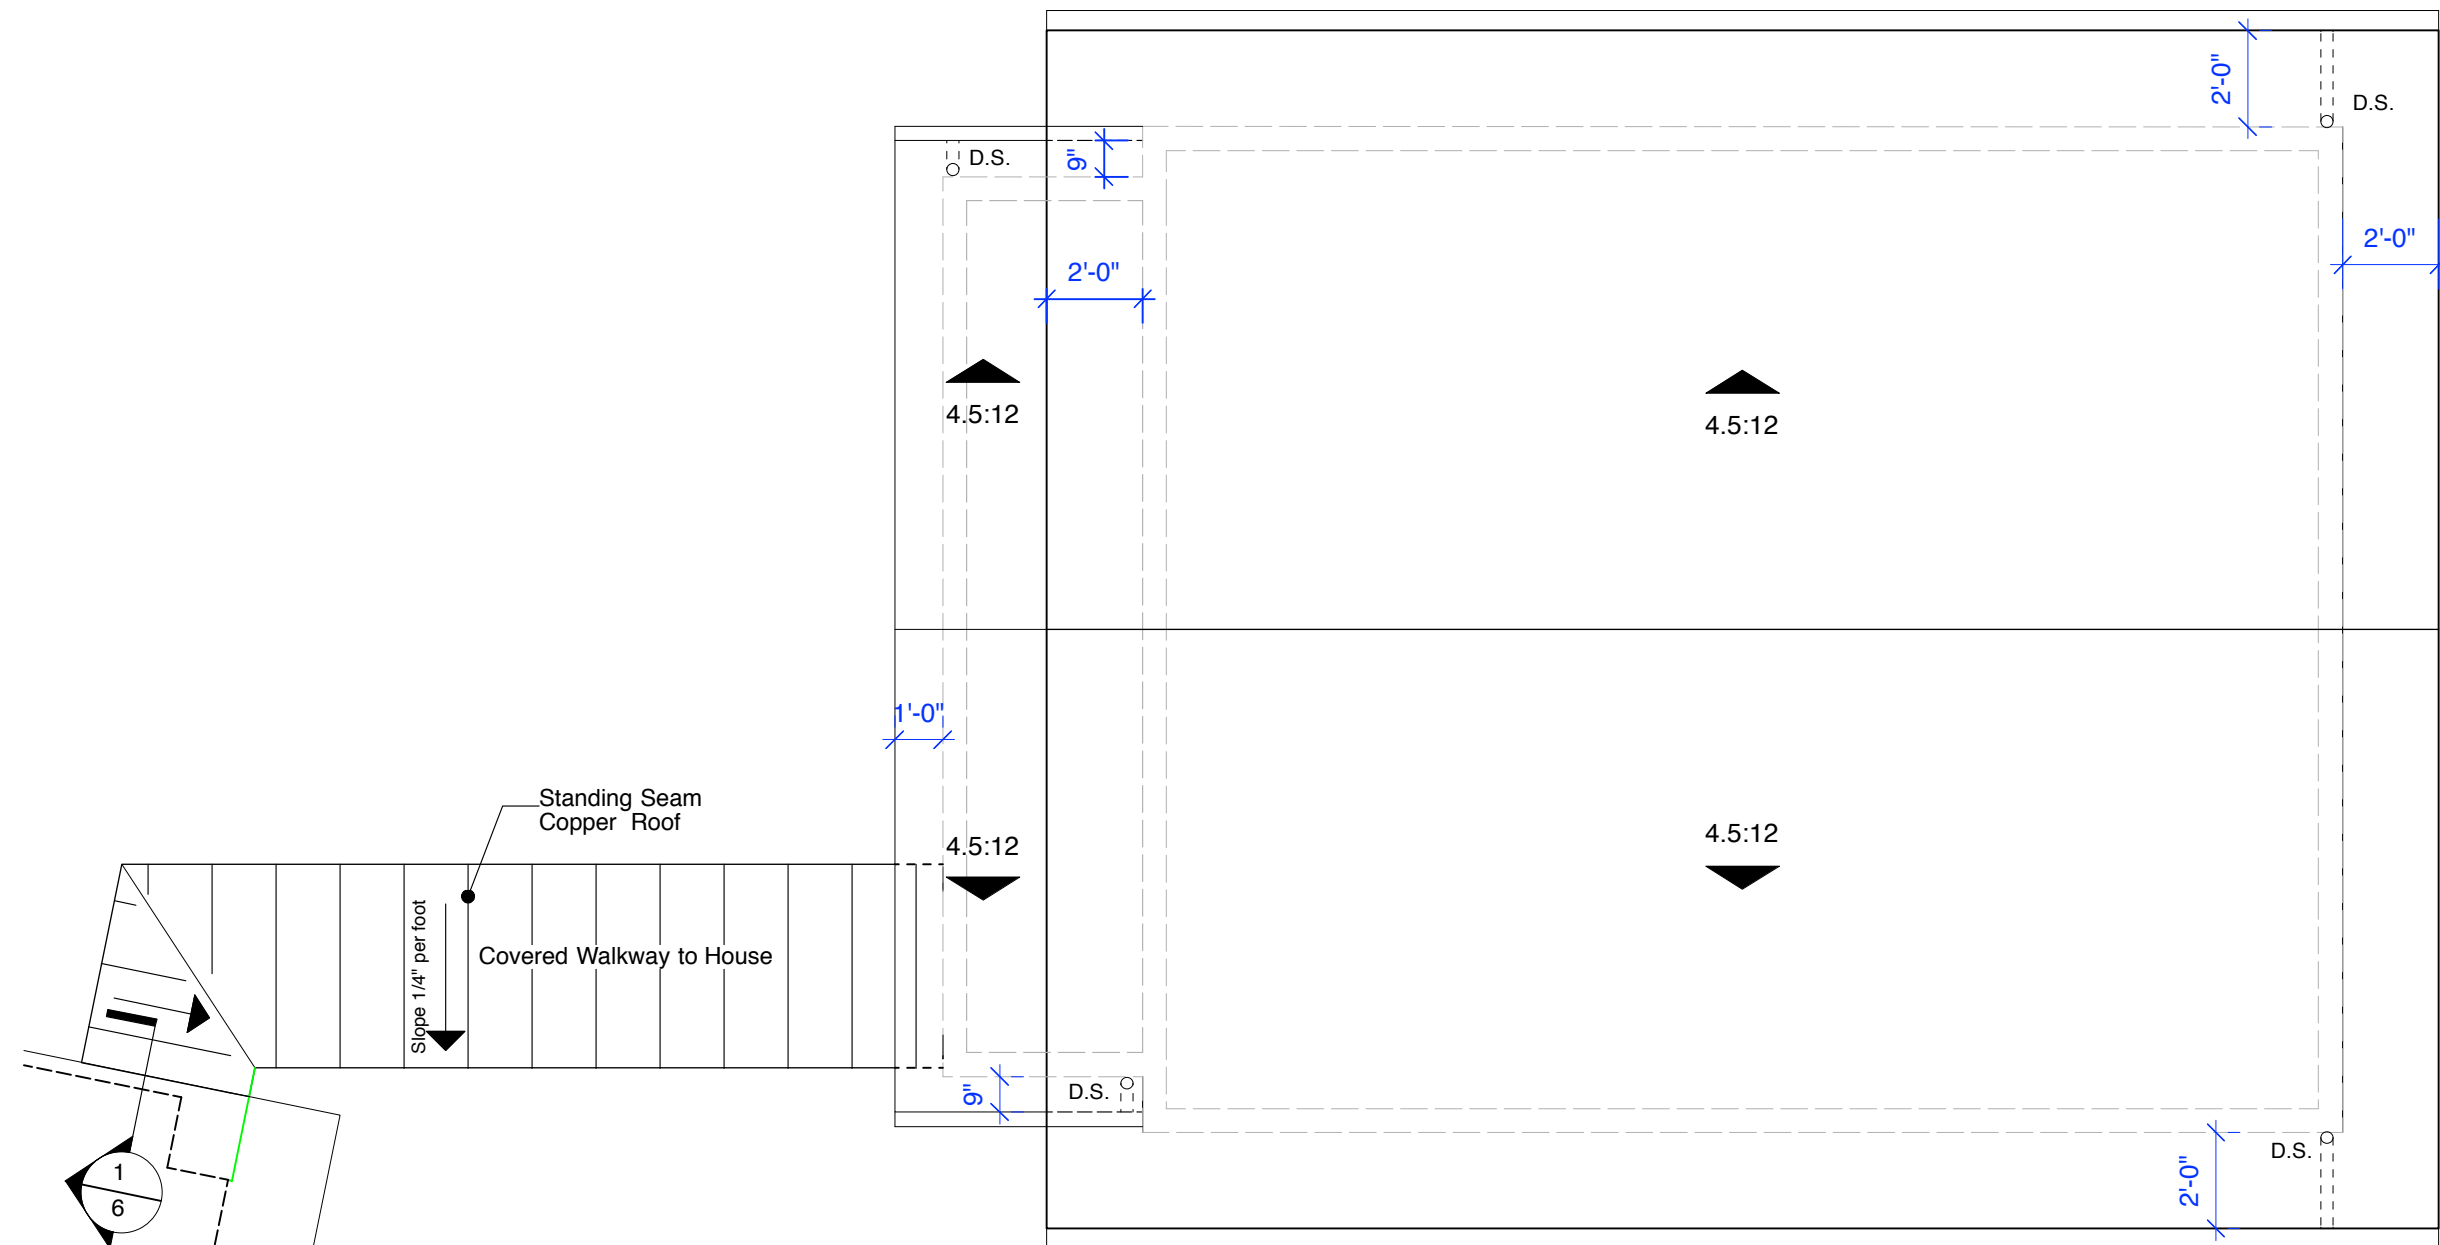 2'-0"
D.S.
D.S.
9"
2'-0"
2'-0"
4.5:12
4.5:12
1'-0"
Standing Seam
Copper Roof
4.5:12
4.5:12
Slope 1/4" per foot
Covered Walkway to House
9"
D.S.
D.S.
2'-0"
1
6